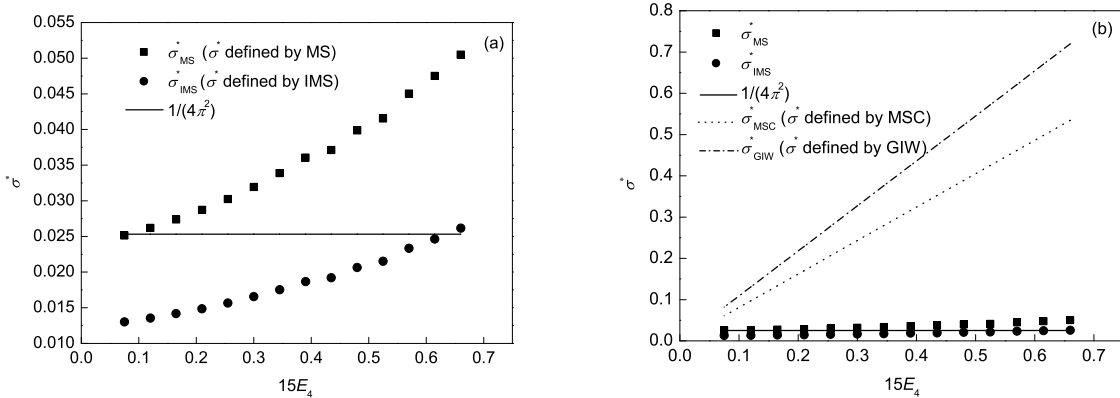 (a)
σ*MS (σ* defined by MS)
σ*IMS (σ* defined by IMS)
1/(4π²)
0.055
0.050
0.045
0.040
0.035
0.030
0.025
0.020
0.015
0.010
σ*
0.0 0.1 0.2 0.3 0.4 0.5 0.6 0.7
15E₄
(b)
σ*MS
σ*IMS
1/(4π²)
σ*MSC (σ* defined by MSC)
σ*GIW (σ* defined by GIW)
0.8
0.7
0.6
0.5
0.4
0.3
0.2
0.1
0.0
σ*
0.0 0.1 0.2 0.3 0.4 0.5 0.6 0.7
15E₄